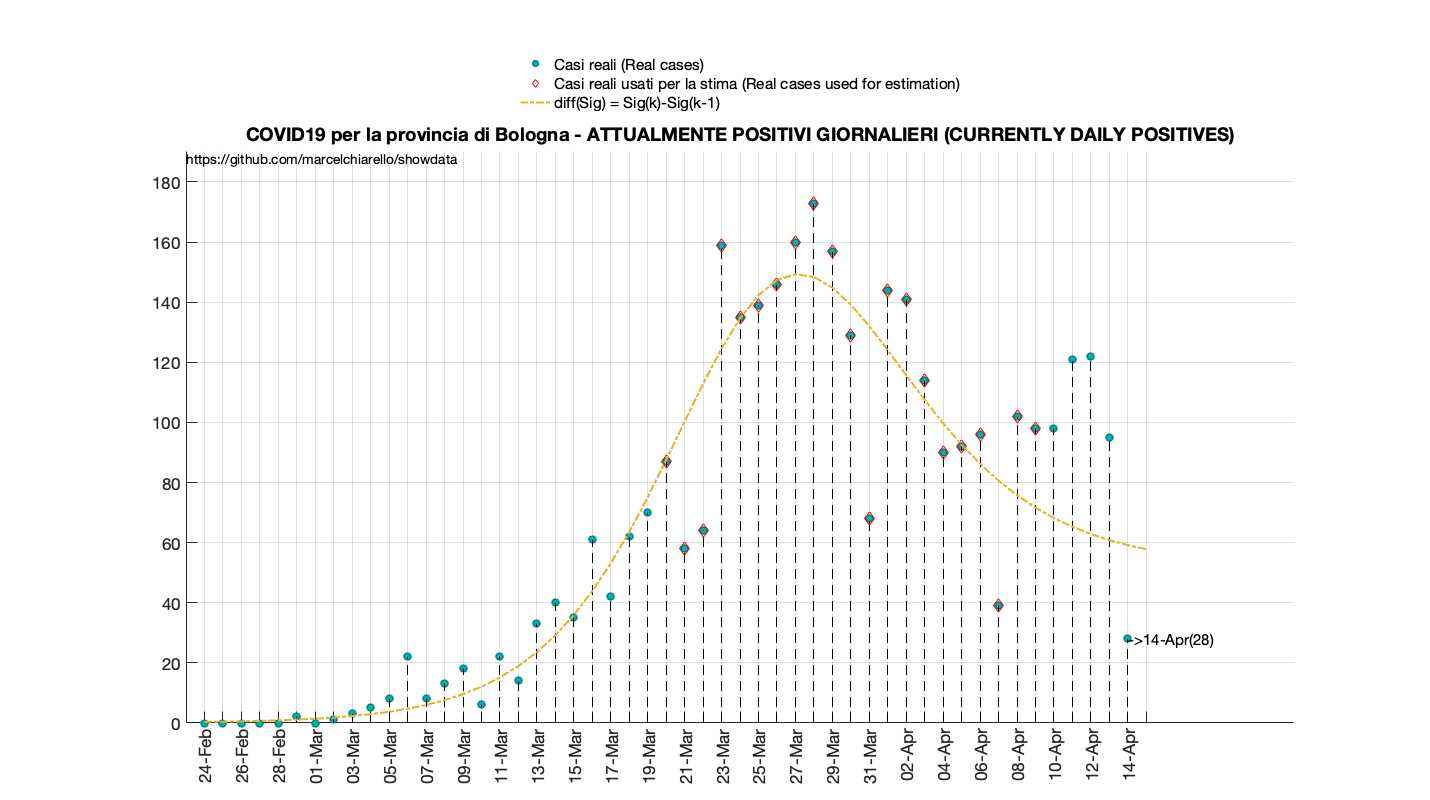 Casi reali (Real cases)
Casi reali usati per la stima (Real cases used for estimation)
diff(Sig) = Sig(k)-Sig(k-1)
COVID19 per la provincia di Bologna - ATTUALMENTE POSITIVI GIORNALIERI (CURRENTLY DAILY POSITIVES)
https://github.com/marcelchiarello/showdata
180
160
140
120
100
80
60
40
20
0
->14-Apr(28)
24-Feb
26-Feb
28-Feb
01-Mar
03-Mar
05-Mar
07-Mar
09-Mar
11-Mar
13-Mar
15-Mar
17-Mar
19-Mar
21-Mar
23-Mar
25-Mar
27-Mar
29-Mar
31-Mar
02-Apr
04-Apr
06-Apr
08-Apr
10-Apr
12-Apr
14-Apr